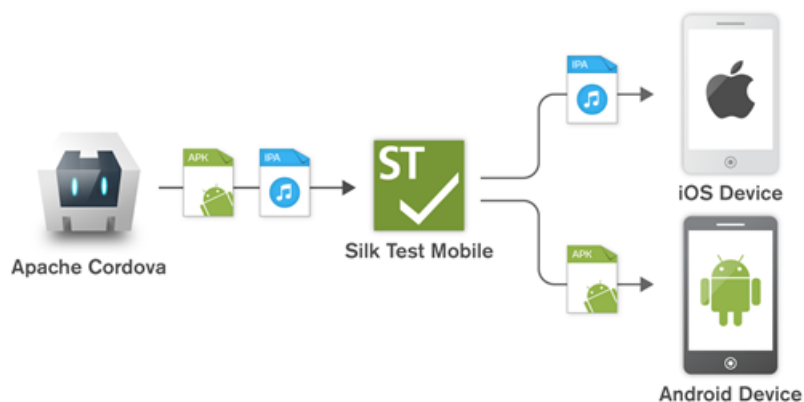 APK
IPA
ST
IPA
APK
Apache Cordova
Silk Test Mobile
iOS Device
Android Device